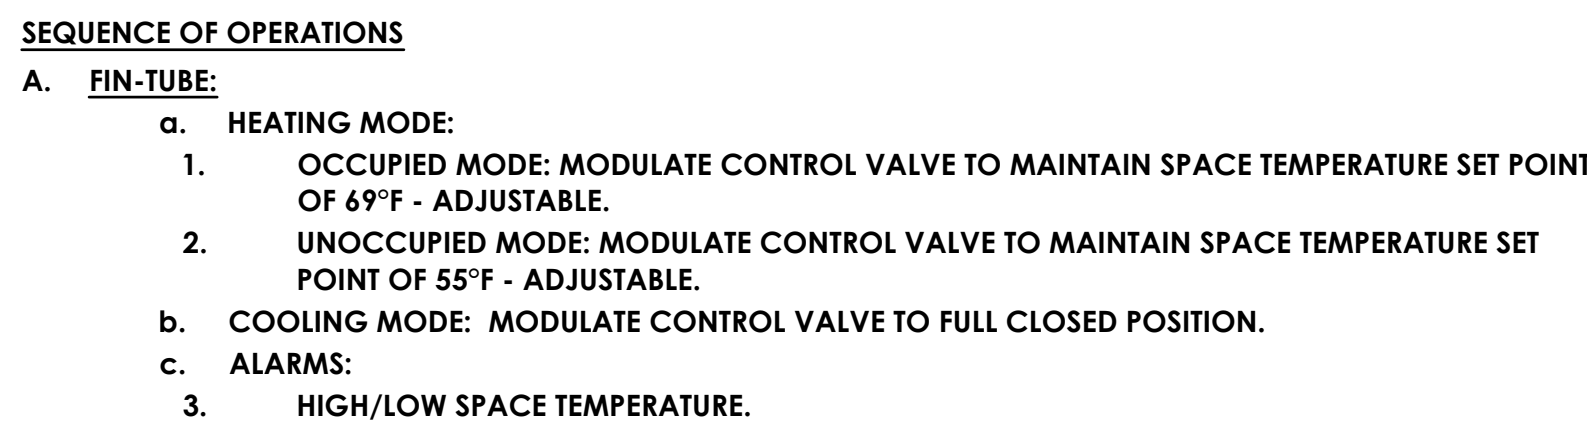 SEQUENCE OF OPERATIONS
A. FIN-TUBE:
a. HEATING MODE:
1. OCCUPIED MODE: MODULATE CONTROL VALVE TO MAINTAIN SPACE TEMPERATURE SET POINT
OF 69°F - ADJUSTABLE.
2. UNOCCUPIED MODE: MODULATE CONTROL VALVE TO MAINTAIN SPACE TEMPERATURE SET
POINT OF 55°F - ADJUSTABLE.
b. COOLING MODE: MODULATE CONTROL VALVE TO FULL CLOSED POSITION.
c. ALARMS:
3. HIGH/LOW SPACE TEMPERATURE.